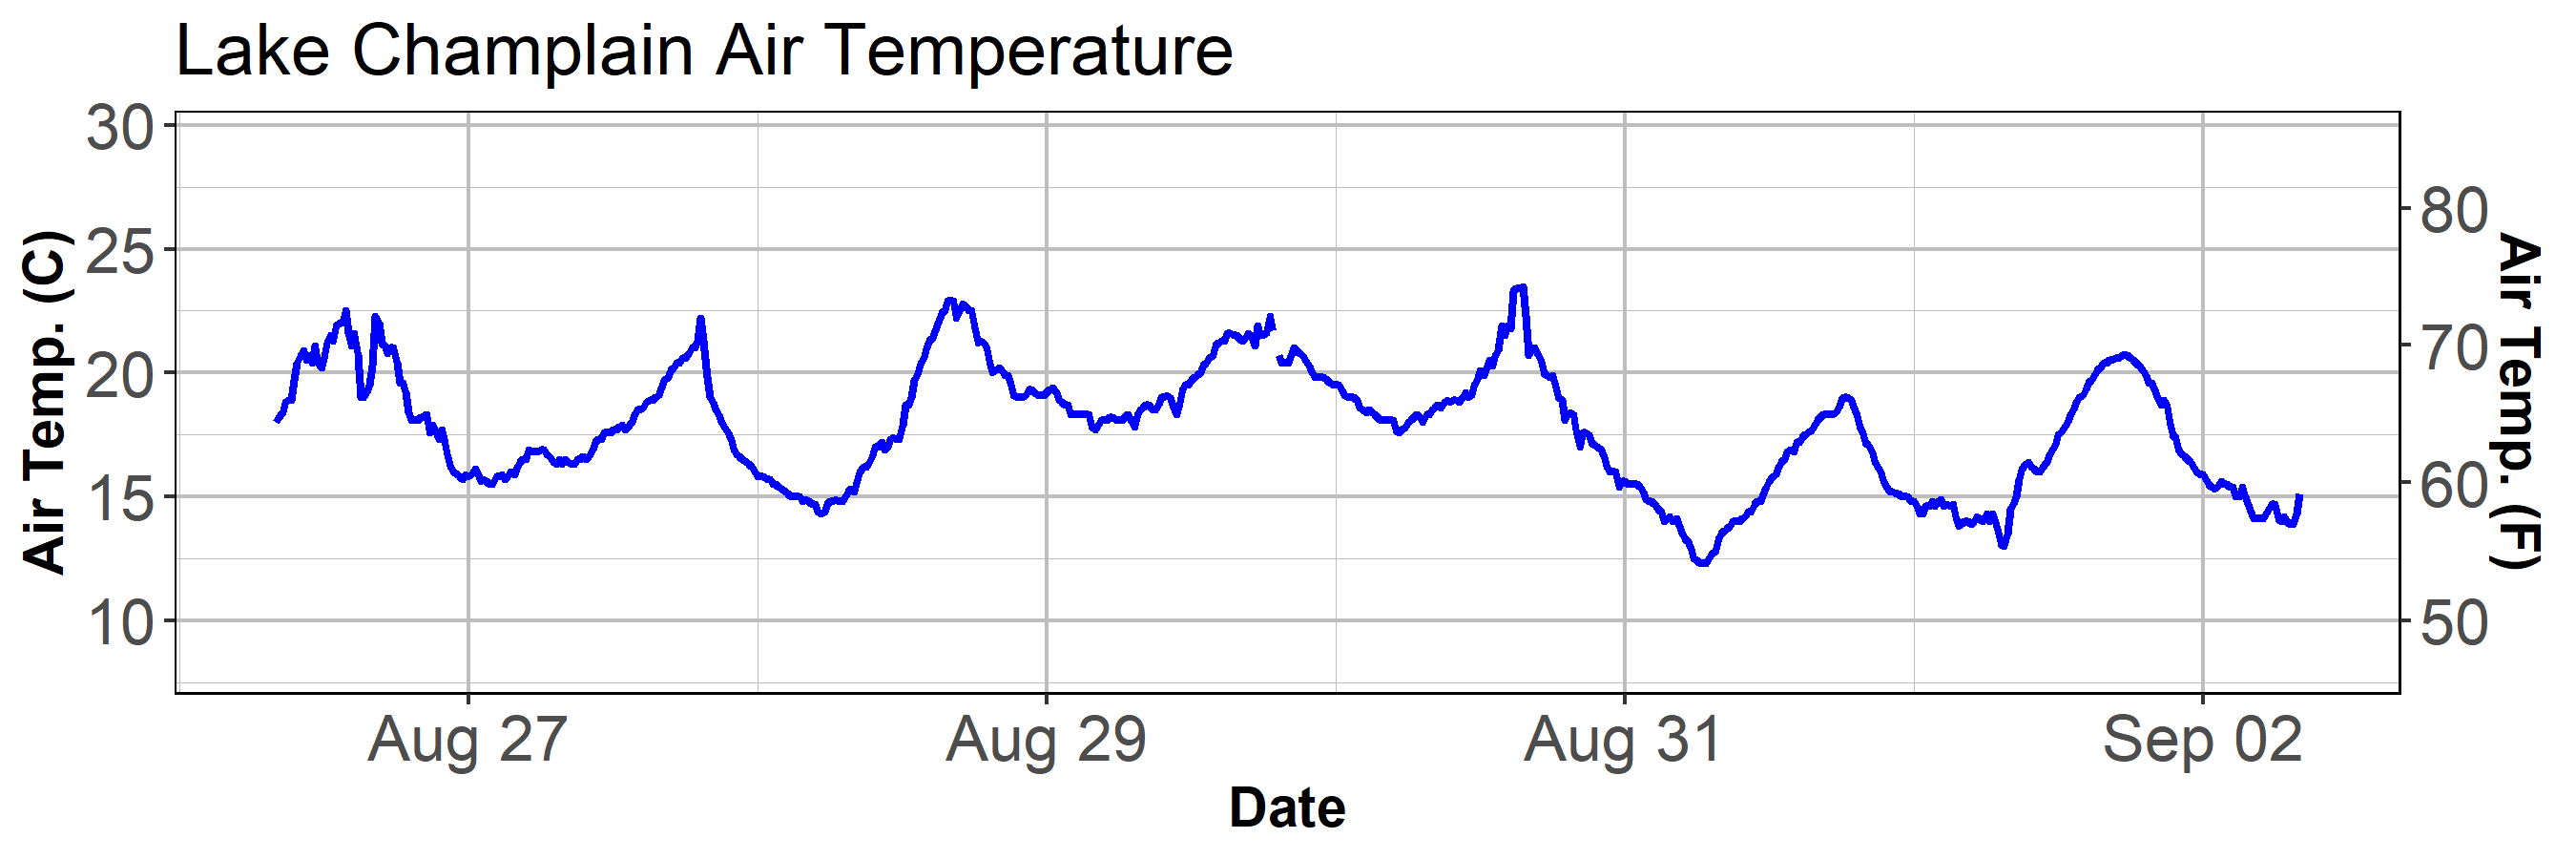 Lake Champlain Air Temperature
30
25
20
15
10
Air Temp. (C)
80
70
60
50
Air Temp. (F)
Aug 27
Aug 29
Aug 31
Sep 02
Date